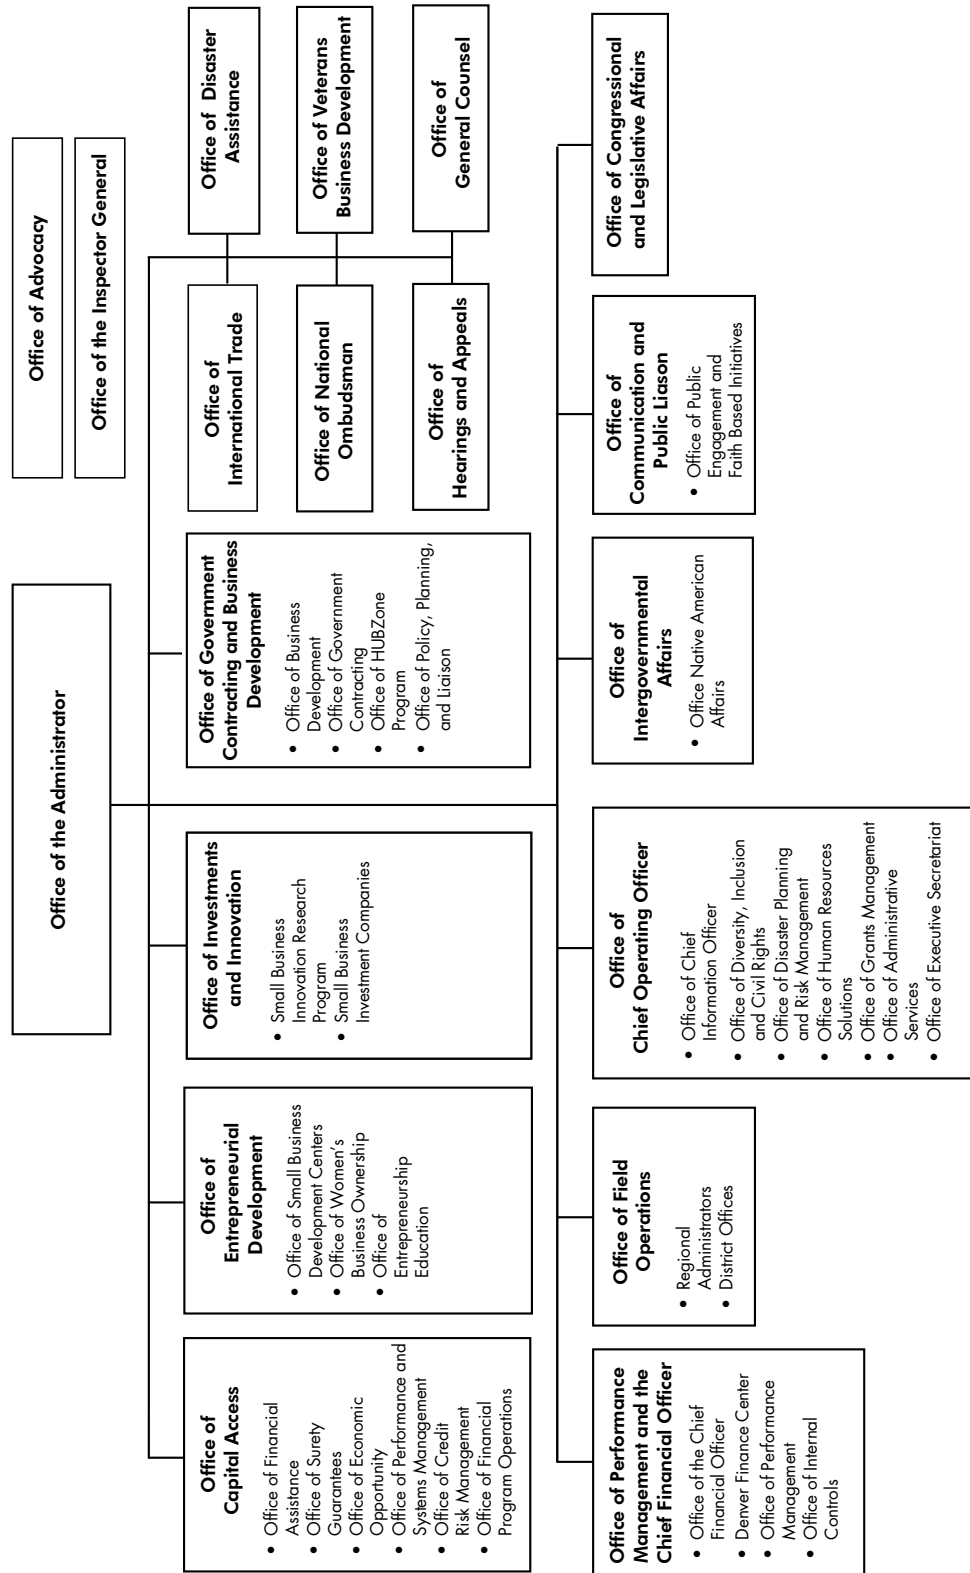 Office of the Administrator
Office of Advocacy
Office of the Inspector General
Office of
Capital Access
• Office of Financial
Assistance
• Office of Surety
Guarantees
• Office of Economic
Opportunity
• Office of Performance and
Systems Management
• Office of Credit
Risk Management
• Office of Financial
Program Operations
Office of
Entrepreneurial
Development
• Office of Small Business
Development Centers
• Office of Women's
Business Ownership
• Office of
Entrepreneurship
Education
Office of Investments
and Innovation
• Small Business
Innovation Research
Program
• Small Business
Investment Companies
Office of Government
Contracting and Business
Development
• Office of Business
Development
• Office of Government
Contracting
• Office of HUBZone
Program
• Office of Policy, Planning,
and Liaison
Office of
International Trade
Office of Disaster
Assistance
Office of National
Ombudsman
Office of Veterans
Business Development
Office of
Hearings and Appeals
Office of
General Counsel
Office of Performance
Management and the
Chief Financial Officer
• Office of the Chief
Financial Officer
• Denver Finance Center
• Office of Performance
Management
• Office of Internal
Controls
Office of Field
Operations
• Regional
Administrators
• District Offices
Office of
Chief Operating Officer
• Office of Chief
Information Officer
• Office of Diversity, Inclusion
and Civil Rights
• Office of Disaster Planning
and Risk Management
• Office of Human Resources
Solutions
• Office of Grants Management
• Office of Administrative
Services
• Office of Executive Secretariat
Office of
Intergovernmental
Affairs
• Office Native American
Affairs
Office of
Communication and
Public Liason
• Office of Public
Engagement and
Faith Based Initiatives
Office of Congressional
and Legislative Affairs